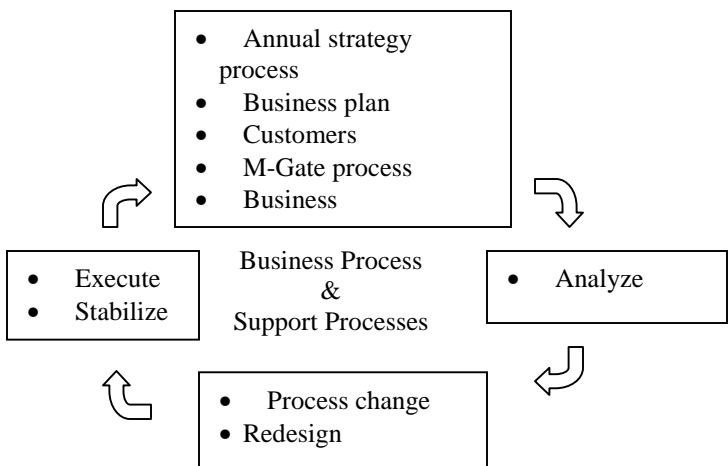 • Annual strategy
process
• Business plan
• Customers
• M-Gate process
• Business
• Execute
• Stabilize
Business Process
&
Support Processes
• Analyze
• Process change
• Redesign